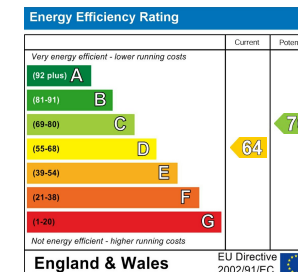 Energy Efficiency Rating
Current
Very energy efficient - lower running costs
(92 plus) A
(81-91) B
(69-80) C
(55-68) D
64
(39-54) E
(21-38) F
(1-20) G
Not energy efficient - higher running costs
England & Wales
EU Directive
2002/91/EC